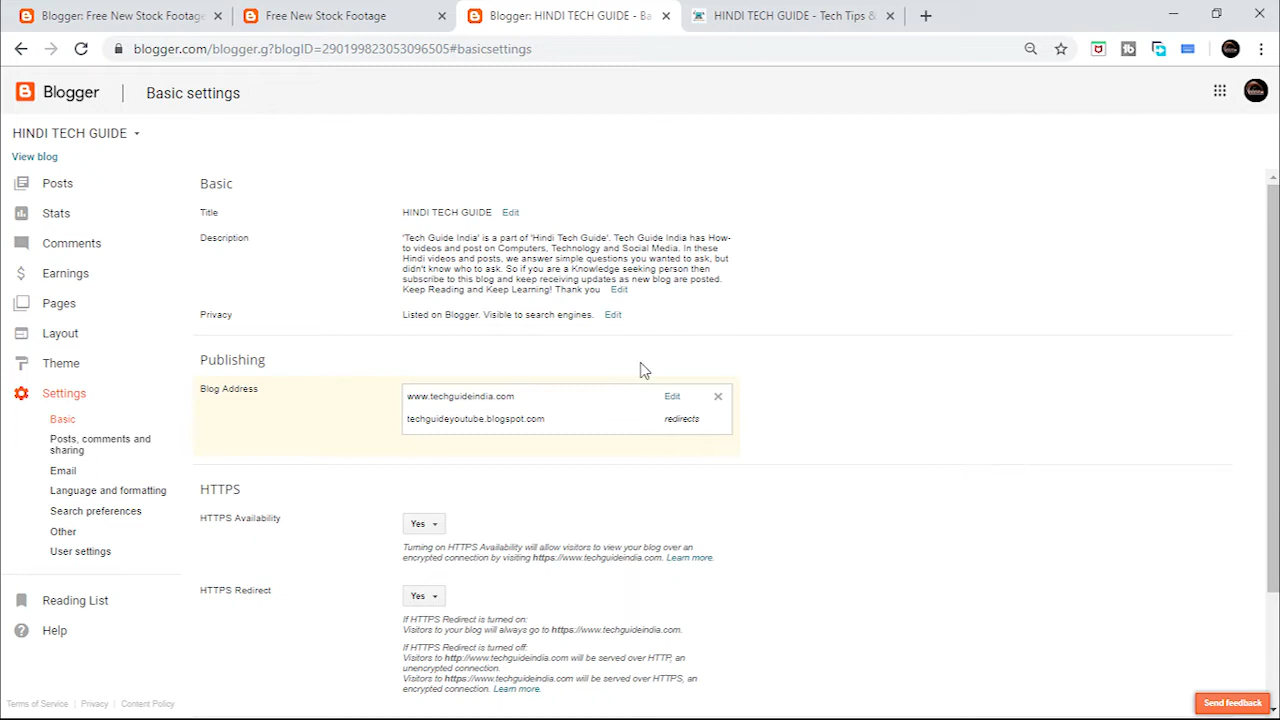 Blogger: Free New Stock Footage
Free New Stock Footage
Blogger: HINDI TECH GUIDE - Ba
HINDI TECH GUIDE - Tech Tips &
blogger.com/blogger.g?blogID=290199823053096505#basicsettings
Blogger
Basic settings
HINDI TECH GUIDE
View blog
Posts
Stats
Comments
Earnings
Pages
Layout
Theme
Settings
Basic
Posts, comments and
sharing
Email
Language and formatting
Search preferences
Other
User settings
Reading List
Help
Terms of Service | Privacy | Content Policy
Basic
Title
HINDI TECH GUIDE Edit
Description
'Tech Guide India' is a part of 'Hindi Tech Guide'. Tech Guide India has How-
to videos and post on Computers, Technology and Social Media. In these
Hindi videos and posts, we answer simple questions you wanted to ask, but
didn't know who to ask. So if you are a Knowledge seeking person then
subscribe to this blog and keep receiving updates as new blog are posted.
Keep Reading and Keep Learning! Thank you Edit
Privacy
Listed on Blogger. Visible to search engines. Edit
Publishing
Blog Address
www.techguideindia.com Edit
techguideyoutube.blogspot.com redirects
HTTPS
HTTPS Availability
Yes
Turning on HTTPS Availability will allow visitors to view your blog over an
encrypted connection by visiting https://www.techguideindia.com. Learn more.
HTTPS Redirect
Yes
If HTTPS Redirect is turned on:
Visitors to your blog will always go to https://www.techguideindia.com.
If HTTPS Redirect is turned off:
Visitors to http://www.techguideindia.com will be served over HTTP, an
unencrypted connection.
Visitors to https://www.techguideindia.com will be served over HTTPS, an
encrypted connection. Learn more.
Send feedback